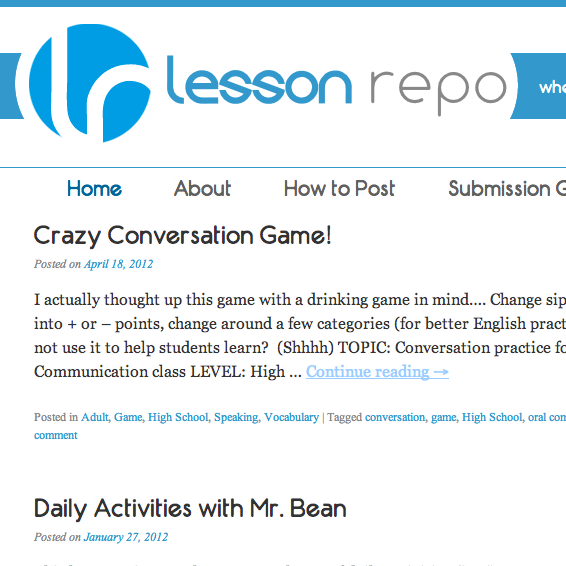 lr lesson repo whe
Home About How to Post Submission G
Crazy Conversation Game!
Posted on April 18, 2012
I actually thought up this game with a drinking game in mind…. Change sip
into + or – points, change around a few categories (for better English pract
not use it to help students learn?  (Shhhh) TOPIC: Conversation practice fo
Communication class LEVEL: High … Continue reading →
Posted in Adult, Game, High School, Speaking, Vocabulary | Tagged conversation, game, High School, oral com
comment
Daily Activities with Mr. Bean
Posted on January 27, 2012